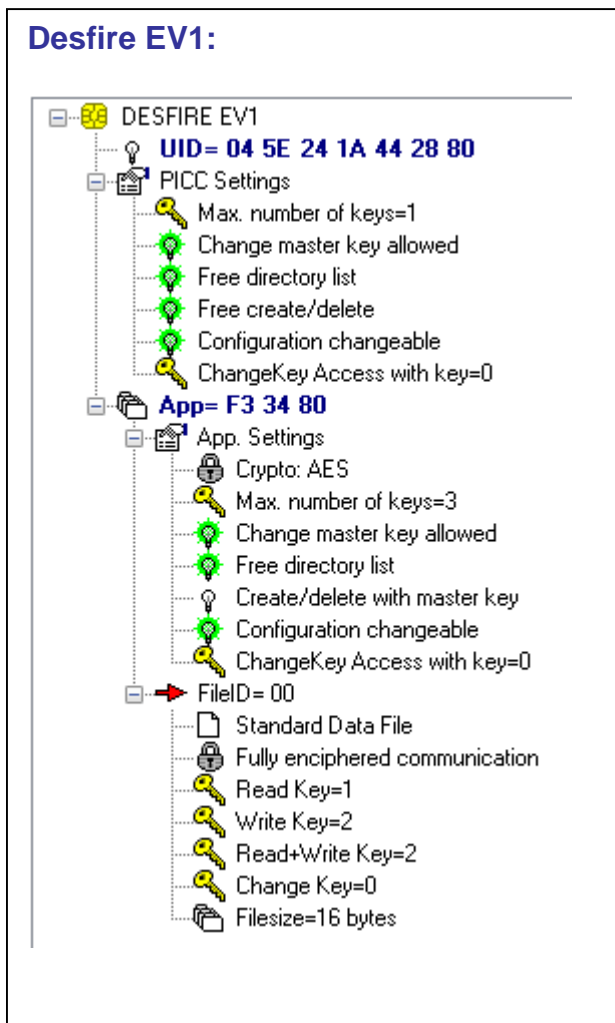 Desfire EV1:
DESFIRE EV1
UID= 04 5E 24 1A 44 28 80
PICC Settings
Max. number of keys=1
Change master key allowed
Free directory list
Free create/delete
Configuration changeable
ChangeKey Access with key=0
App= F3 34 80
App. Settings
Crypto: AES
Max. number of keys=3
Change master key allowed
Free directory list
Create/delete with master key
Configuration changeable
ChangeKey Access with key=0
FileID= 00
Standard Data File
Fully enciphered communication
Read Key=1
Write Key=2
Read+Write Key=2
Change Key=0
Filesize=16 bytes